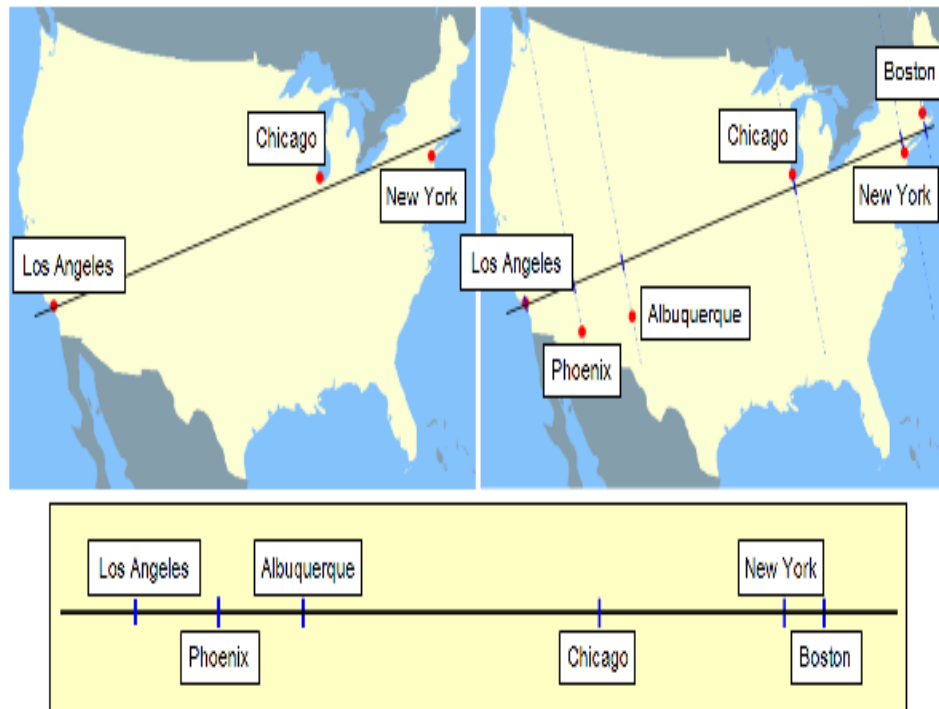 Chicago
New York
Los Angeles
Boston
Chicago
New York
Los Angeles
Albuquerque
Phoenix
Los Angeles
Albuquerque
New York
Phoenix
Chicago
Boston